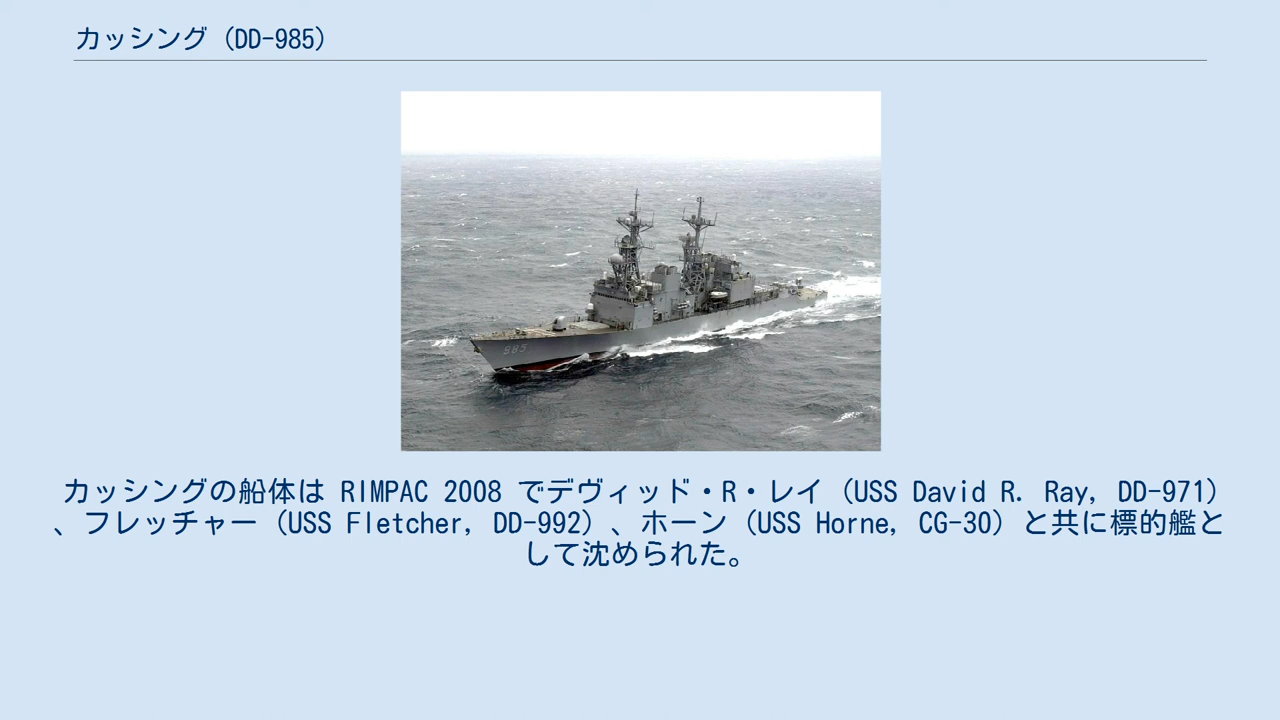 カッシング（DD-985）
985
カッシングの船体は RIMPAC 2008 でデヴィッド・R・レイ（USS David R. Ray, DD-971）
、フレッチャー（USS Fletcher, DD-992）、ホーン（USS Horne, CG-30）と共に標的艦と
して沈められた。